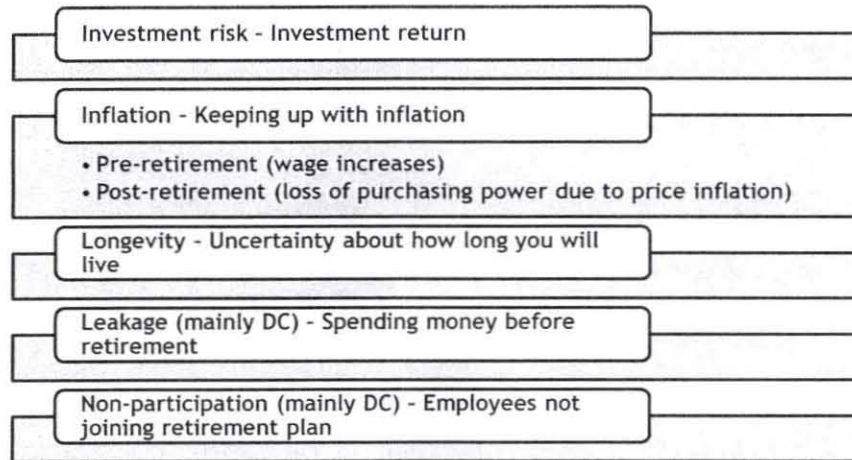 Investment risk - Investment return
Inflation - Keeping up with inflation
• Pre-retirement (wage increases)
• Post-retirement (loss of purchasing power due to price inflation)
Longevity - Uncertainty about how long you will
live
Leakage (mainly DC) - Spending money before
retirement
Non-participation (mainly DC) - Employees not
joining retirement plan